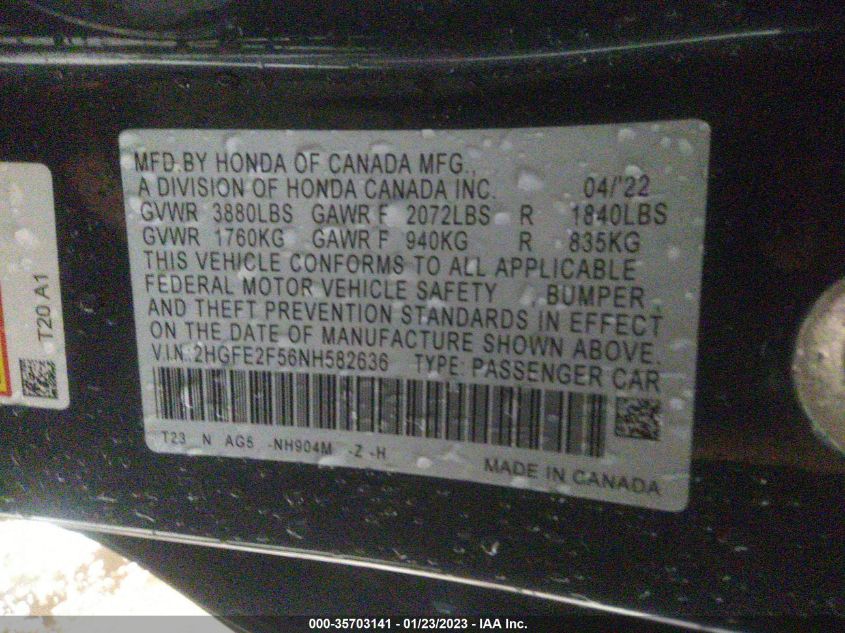 MFD.BY HONDA OF CANADA MFG.,
A DIVISION OF HONDA CANADA INC. 04/'22
GVWR 3880LBS GAWR F 2072LBS R 1840LBS
GVWR 1760KG GAWR F 940KG R 835KG
THIS VEHICLE CONFORMS TO ALL APPLICABLE
FEDERAL MOTOR VEHICLE SAFETY BUMPER
AND THEFT PREVENTION STANDARDS IN EFFECT
ON THE DATE OF MANUFACTURE SHOWN ABOVE.
V.I.N.:2HGFE2F56NH582636 TYPE: PASSENGER CAR
T23 N AG5 -NH904M -Z -H
MADE IN CANADA
T20 A1
000-35703141 - 01/23/2023 - IAA Inc.